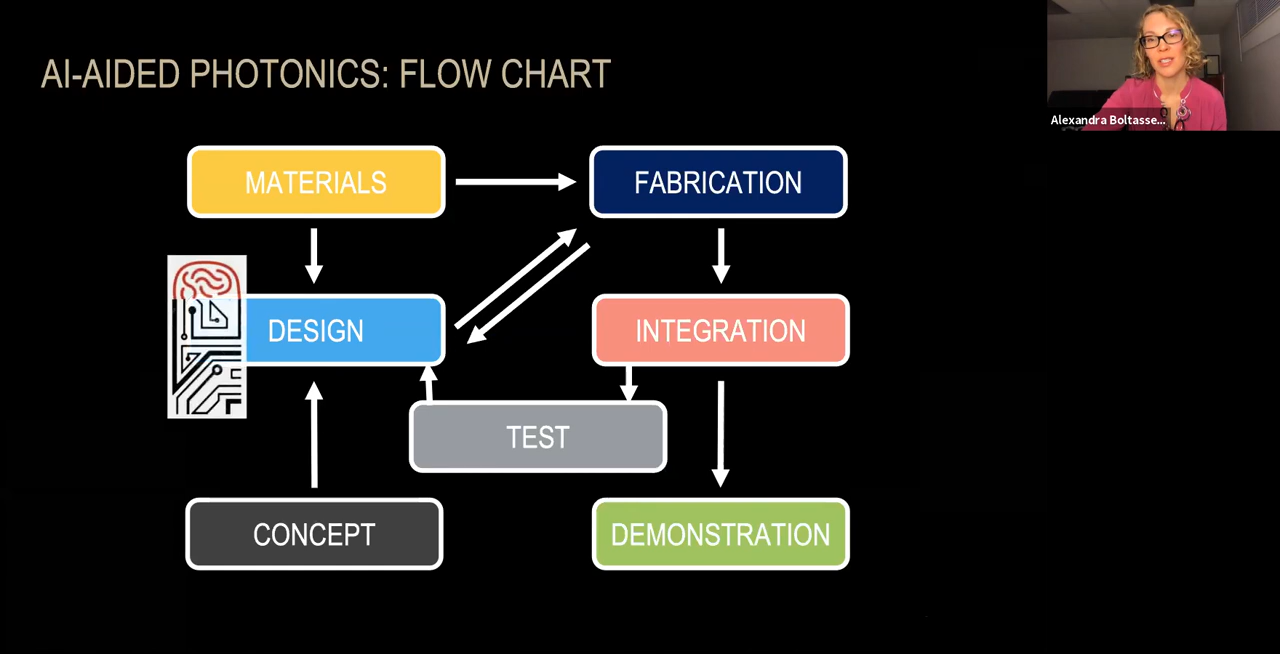 AI-AIDED PHOTONICS: FLOW CHART
Alexandra Boltasse...
MATERIALS
FABRICATION
DESIGN
INTEGRATION
TEST
CONCEPT
DEMONSTRATION